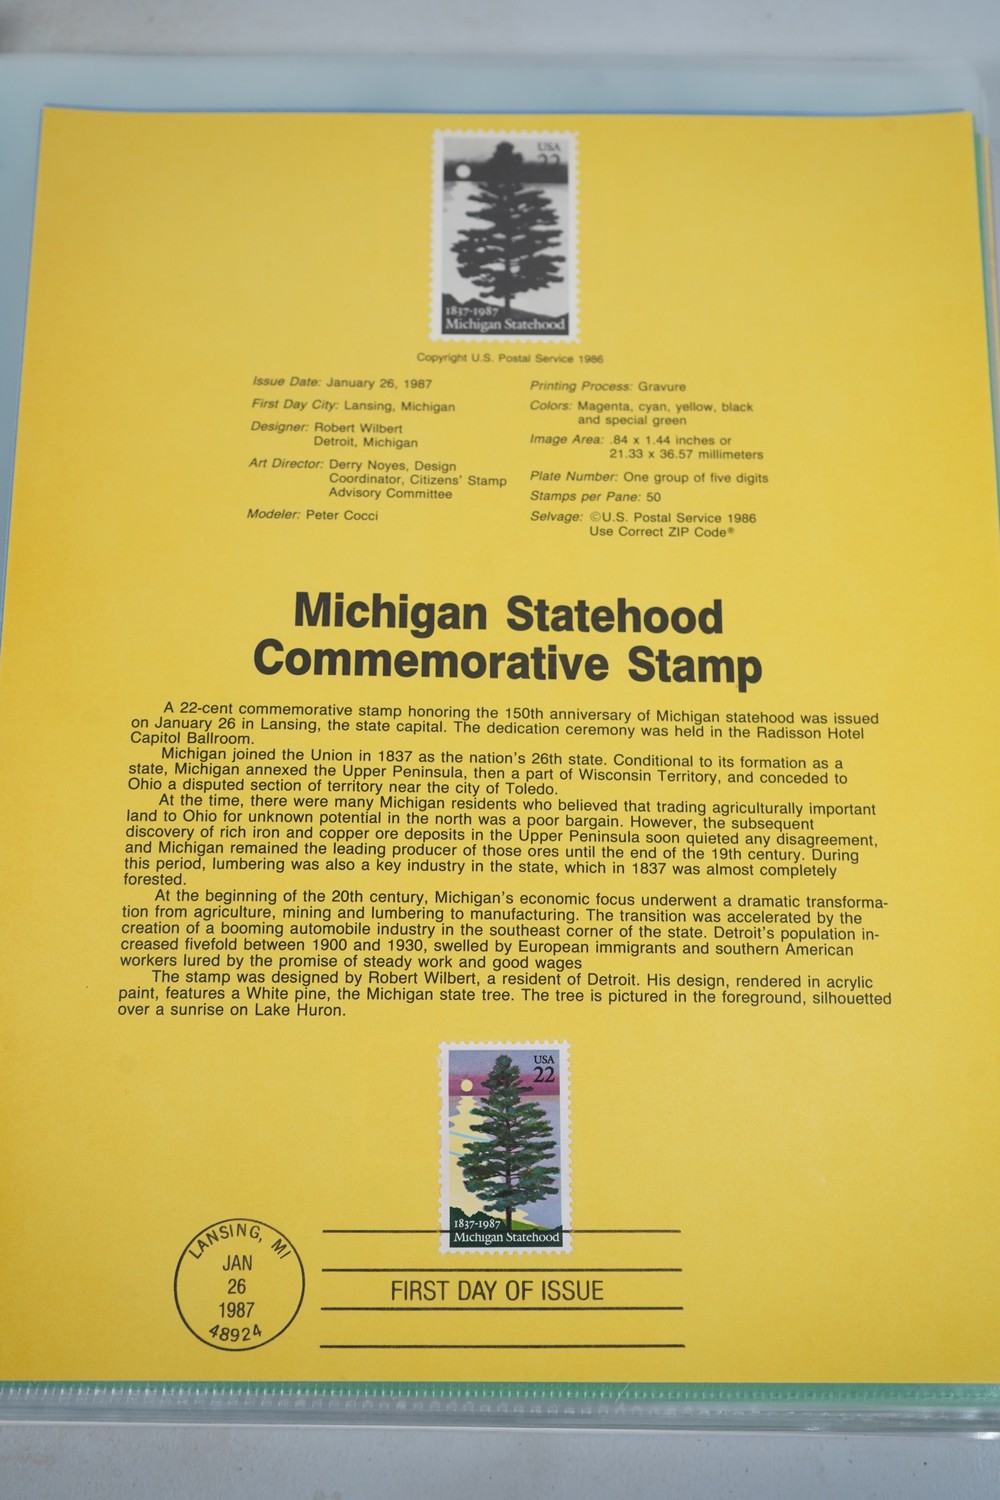 USA
22
1837-1987
Michigan Statehood
Copyright U.S. Postal Service 1986
Issue Date: January 26, 1987
First Day City: Lansing, Michigan
Designer: Robert Wilbert
Detroit, Michigan
Art Director: Derry Noyes, Design
Coordinator, Citizens' Stamp
Advisory Committee
Modeler: Peter Cocci
Printing Process: Gravure
Colors: Magenta, cyan, yellow, black
and special green
Image Area: .84 x 1.44 inches or
21.33 x 36.57 millimeters
Plate Number: One group of five digits
Stamps per Pane: 50
Selvage: ©U.S. Postal Service 1986
Use Correct ZIP Code®
Michigan Statehood
Commemorative Stamp
A 22-cent commemorative stamp honoring the 150th anniversary of Michigan statehood was issued
on January 26 in Lansing, the state capital. The dedication ceremony was held in the Radisson Hotel
Capitol Ballroom.
Michigan joined the Union in 1837 as the nation's 26th state. Conditional to its formation as a
state, Michigan annexed the Upper Peninsula, then a part of Wisconsin Territory, and conceded to
Ohio a disputed section of territory near the city of Toledo.
At the time, there were many Michigan residents who believed that trading agriculturally important
land to Ohio for unknown potential in the north was a poor bargain. However, the subsequent
discovery of rich iron and copper ore deposits in the Upper Peninsula soon quieted any disagreement,
and Michigan remained the leading producer of those ores until the end of the 19th century. During
this period, lumbering was also a key industry in the state, which in 1837 was almost completely
forested.
At the beginning of the 20th century, Michigan's economic focus underwent a dramatic transforma-
tion from agriculture, mining and lumbering to manufacturing. The transition was accelerated by the
creation of a booming automobile industry in the southeast corner of the state. Detroit's population in-
creased fivefold between 1900 and 1930, swelled by European immigrants and southern American
workers lured by the promise of steady work and good wages
The stamp was designed by Robert Wilbert, a resident of Detroit. His design, rendered in acrylic
paint, features a White pine, the Michigan state tree. The tree is pictured in the foreground, silhouetted
over a sunrise on Lake Huron.
USA
22
1837-1987
Michigan Statehood
LANSING, MI
JAN
26
1987
48924
FIRST DAY OF ISSUE